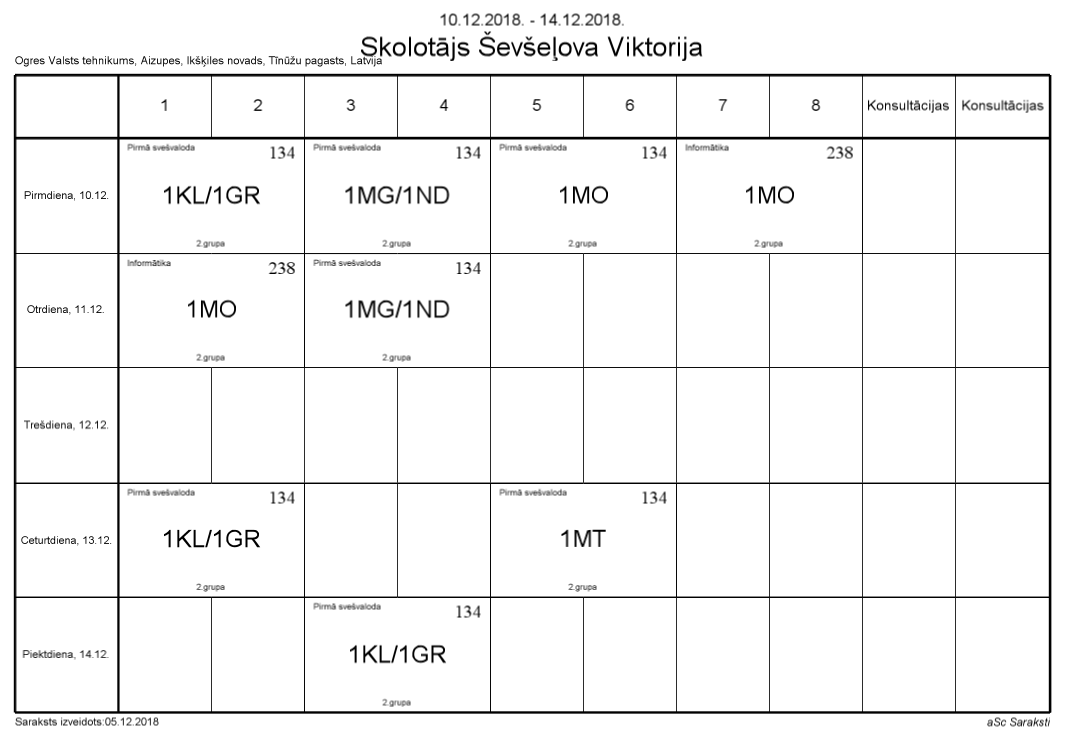 10.12.2018. - 14.12.2018.
Skolotājs Ševšeļova Viktorija
Ogres Valsts tehnikums, Aizupes, Ikšķiles novads, Tīnūžu pagasts, Latvija
1 2 3 4 5 6 7 8 Konsultācijas Konsultācijas
Pirmā svešvaloda 134 Pirmā svešvaloda 134 Pirmā svešvaloda 134 Informātika 238
Pirmdiena, 10.12. 1KL/1GR 1MG/1ND 1MO 1MO
2.grupa 2.grupa 2.grupa 2.grupa
Informātika 238 Pirmā svešvaloda 134
Otrdiena, 11.12. 1MO 1MG/1ND
2.grupa 2.grupa
Trešdiena, 12.12.
Pirmā svešvaloda 134 Pirmā svešvaloda 134
Ceturtdiena, 13.12. 1KL/1GR 1MT
2.grupa 2.grupa
Pirmā svešvaloda 134
Piektdiena, 14.12. 1KL/1GR
2.grupa
Saraksts izveidots:05.12.2018 aSc Saraksti